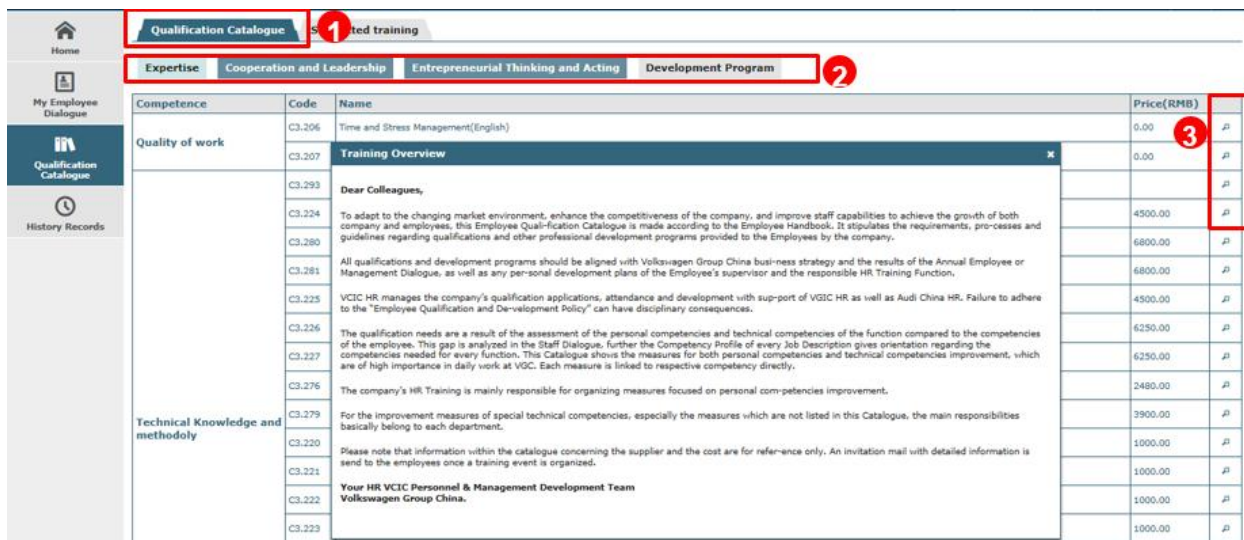 Home
My Employee
Dialogue
Qualification
Catalogue
History Records
Qualification Catalogue
1
ted training
Expertise Cooperation and Leadership Entrepreneurial Thinking and Acting Development Program
2
Competence Code Name Price(RMB)
3
Quality of work
C3.206 Time and Stress Management(English) 0.00
C3.207 0.00
Technical Knowledge and
methodoly
C3.293
C3.224 4500.00
C3.280 6800.00
C3.281 6800.00
C3.225 4500.00
C3.226 6250.00
C3.227 6250.00
C3.276 2480.00
C3.279 3900.00
C3.220 1000.00
C3.221 1000.00
C3.222 1000.00
C3.223 1000.00
Training Overview x
Dear Colleagues,
To adapt to the changing market environment, enhance the competitiveness of the company, and improve staff capabilities to achieve the growth of both
company and employees, this Employee Quali-fication Catalogue is made according to the Employee Handbook. It stipulates the requirements, pro-cesses and
guidelines regarding qualifications and other professional development programs provided to the Employees by the company.
All qualifications and development programs should be aligned with Volkswagen Group China busi-ness strategy and the results of the Annual Employee or
Management Dialogue, as well as any per-sonal development plans of the Employee's supervisor and the responsible HR Training Function.
VCIC HR manages the company's qualification applications, attendance and development with sup-port of VGIC HR as well as Audi China HR. Failure to adhere
to the "Employee Qualification and De-velopment Policy" can have disciplinary consequences.
The qualification needs are a result of the assessment of the personal competencies and technical competencies of the function compared to the competencies
of the employee. This gap is analyzed in the Staff Dialogue, further the Competency Profile of every Job Description gives orientation regarding the
competencies needed for every function. This Catalogue shows the measures for both personal competencies and technical competencies improvement, which
are of high importance in daily work at VGC. Each measure is linked to respective competency directly.
The company's HR Training is mainly responsible for organizing measures focused on personal com-petencies improvement.
For the improvement measures of special technical competencies, especially the measures which are not listed in this Catalogue, the main responsibilities
basically belong to each department.
Please note that information within the catalogue concerning the supplier and the cost are for refer-ence only. An invitation mail with detailed information is
send to the employees once a training event is organized.
Your HR VCIC Personnel & Management Development Team
Volkswagen Group China.